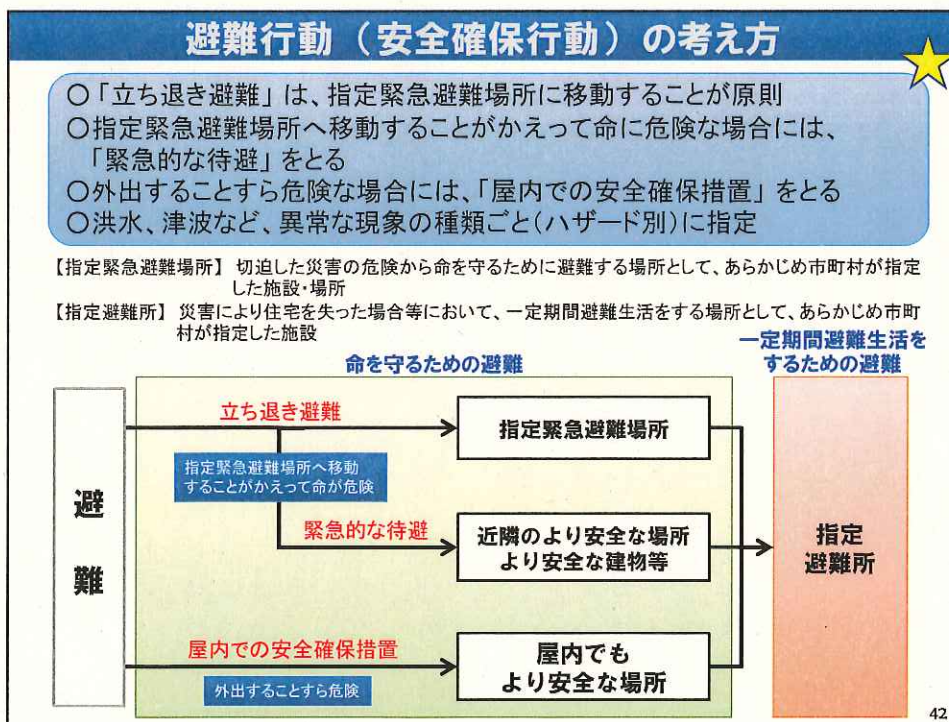 避難行動（安全確保行動）の考え方
○「立ち退き避難」は、指定緊急避難場所に移動することが原則
○指定緊急避難場所へ移動することがかえって命に危険な場合には、
「緊急的な待避」をとる
○外出することすら危険な場合には、「屋内での安全確保措置」をとる
○洪水、津波など、異常な現象の種類ごと(ハザード別)に指定
【指定緊急避難場所】 切迫した災害の危険から命を守るために避難する場所として、あらかじめ市町村が指定
した施設・場所
【指定避難所】 災害により住宅を失った場合等において、一定期間避難生活をする場所として、あらかじめ市町
村が指定した施設
命を守るための避難
一定期間避難生活を
するための避難
避難
立ち退き避難
指定緊急避難場所
指定緊急避難場所へ移動
することがかえって命が危険
緊急的な待避
近隣のより安全な場所
より安全な建物等
指定
避難所
屋内での安全確保措置
外出することすら危険
屋内でも
より安全な場所
42